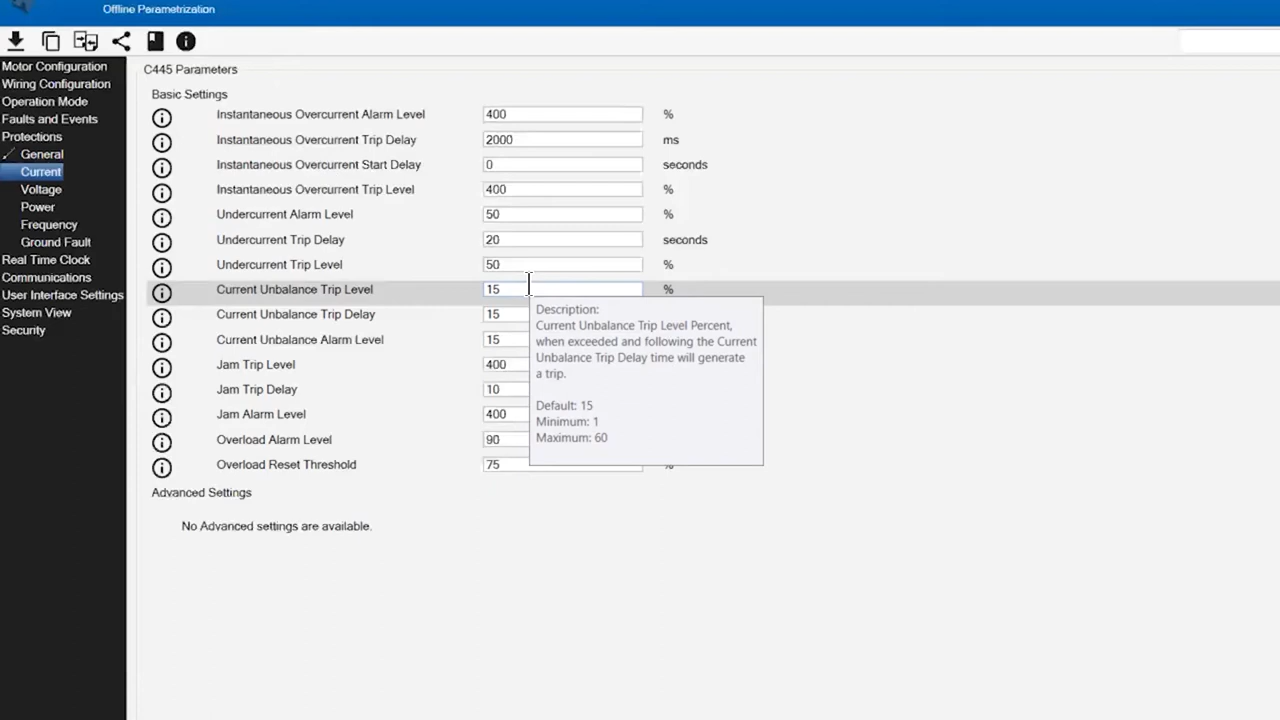 Offline Parametrization
Motor Configuration
Wiring Configuration
Operation Mode
Faults and Events
Protections
General
Current
Voltage
Power
Frequency
Ground Fault
Real Time Clock
Communications
User Interface Settings
System View
Security
C445 Parameters
Basic Settings
Instantaneous Overcurrent Alarm Level 400 %
Instantaneous Overcurrent Trip Delay 2000 ms
Instantaneous Overcurrent Start Delay 0 seconds
Instantaneous Overcurrent Trip Level 400 %
Undercurrent Alarm Level 50 %
Undercurrent Trip Delay 20 seconds
Undercurrent Trip Level 50 %
Current Unbalance Trip Level 15 %
Current Unbalance Trip Delay 15
Current Unbalance Alarm Level 15
Jam Trip Level 400
Jam Trip Delay 10
Jam Alarm Level 400
Overload Alarm Level 90
Overload Reset Threshold 75 %
Description:
Current Unbalance Trip Level Percent,
when exceeded and following the Current
Unbalance Trip Delay time will generate
a trip.
Default: 15
Minimum: 1
Maximum: 60
Advanced Settings
No Advanced settings are available.